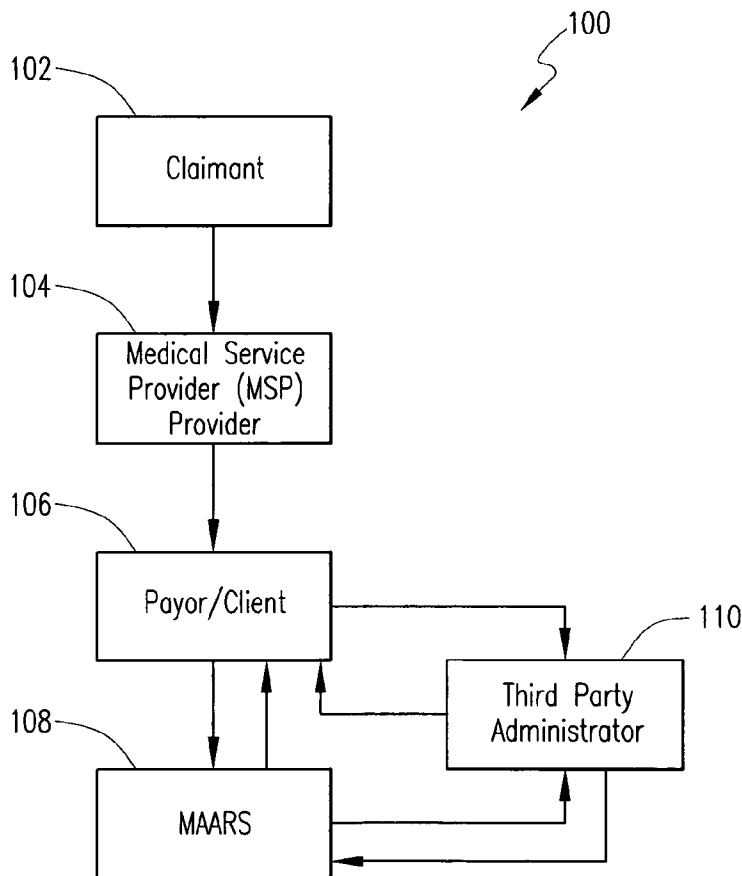 100
102
Claimant
104
Medical Service
Provider (MSP)
Provider
106
Payor/Client
110
Third Party
Administrator
108
MAARS